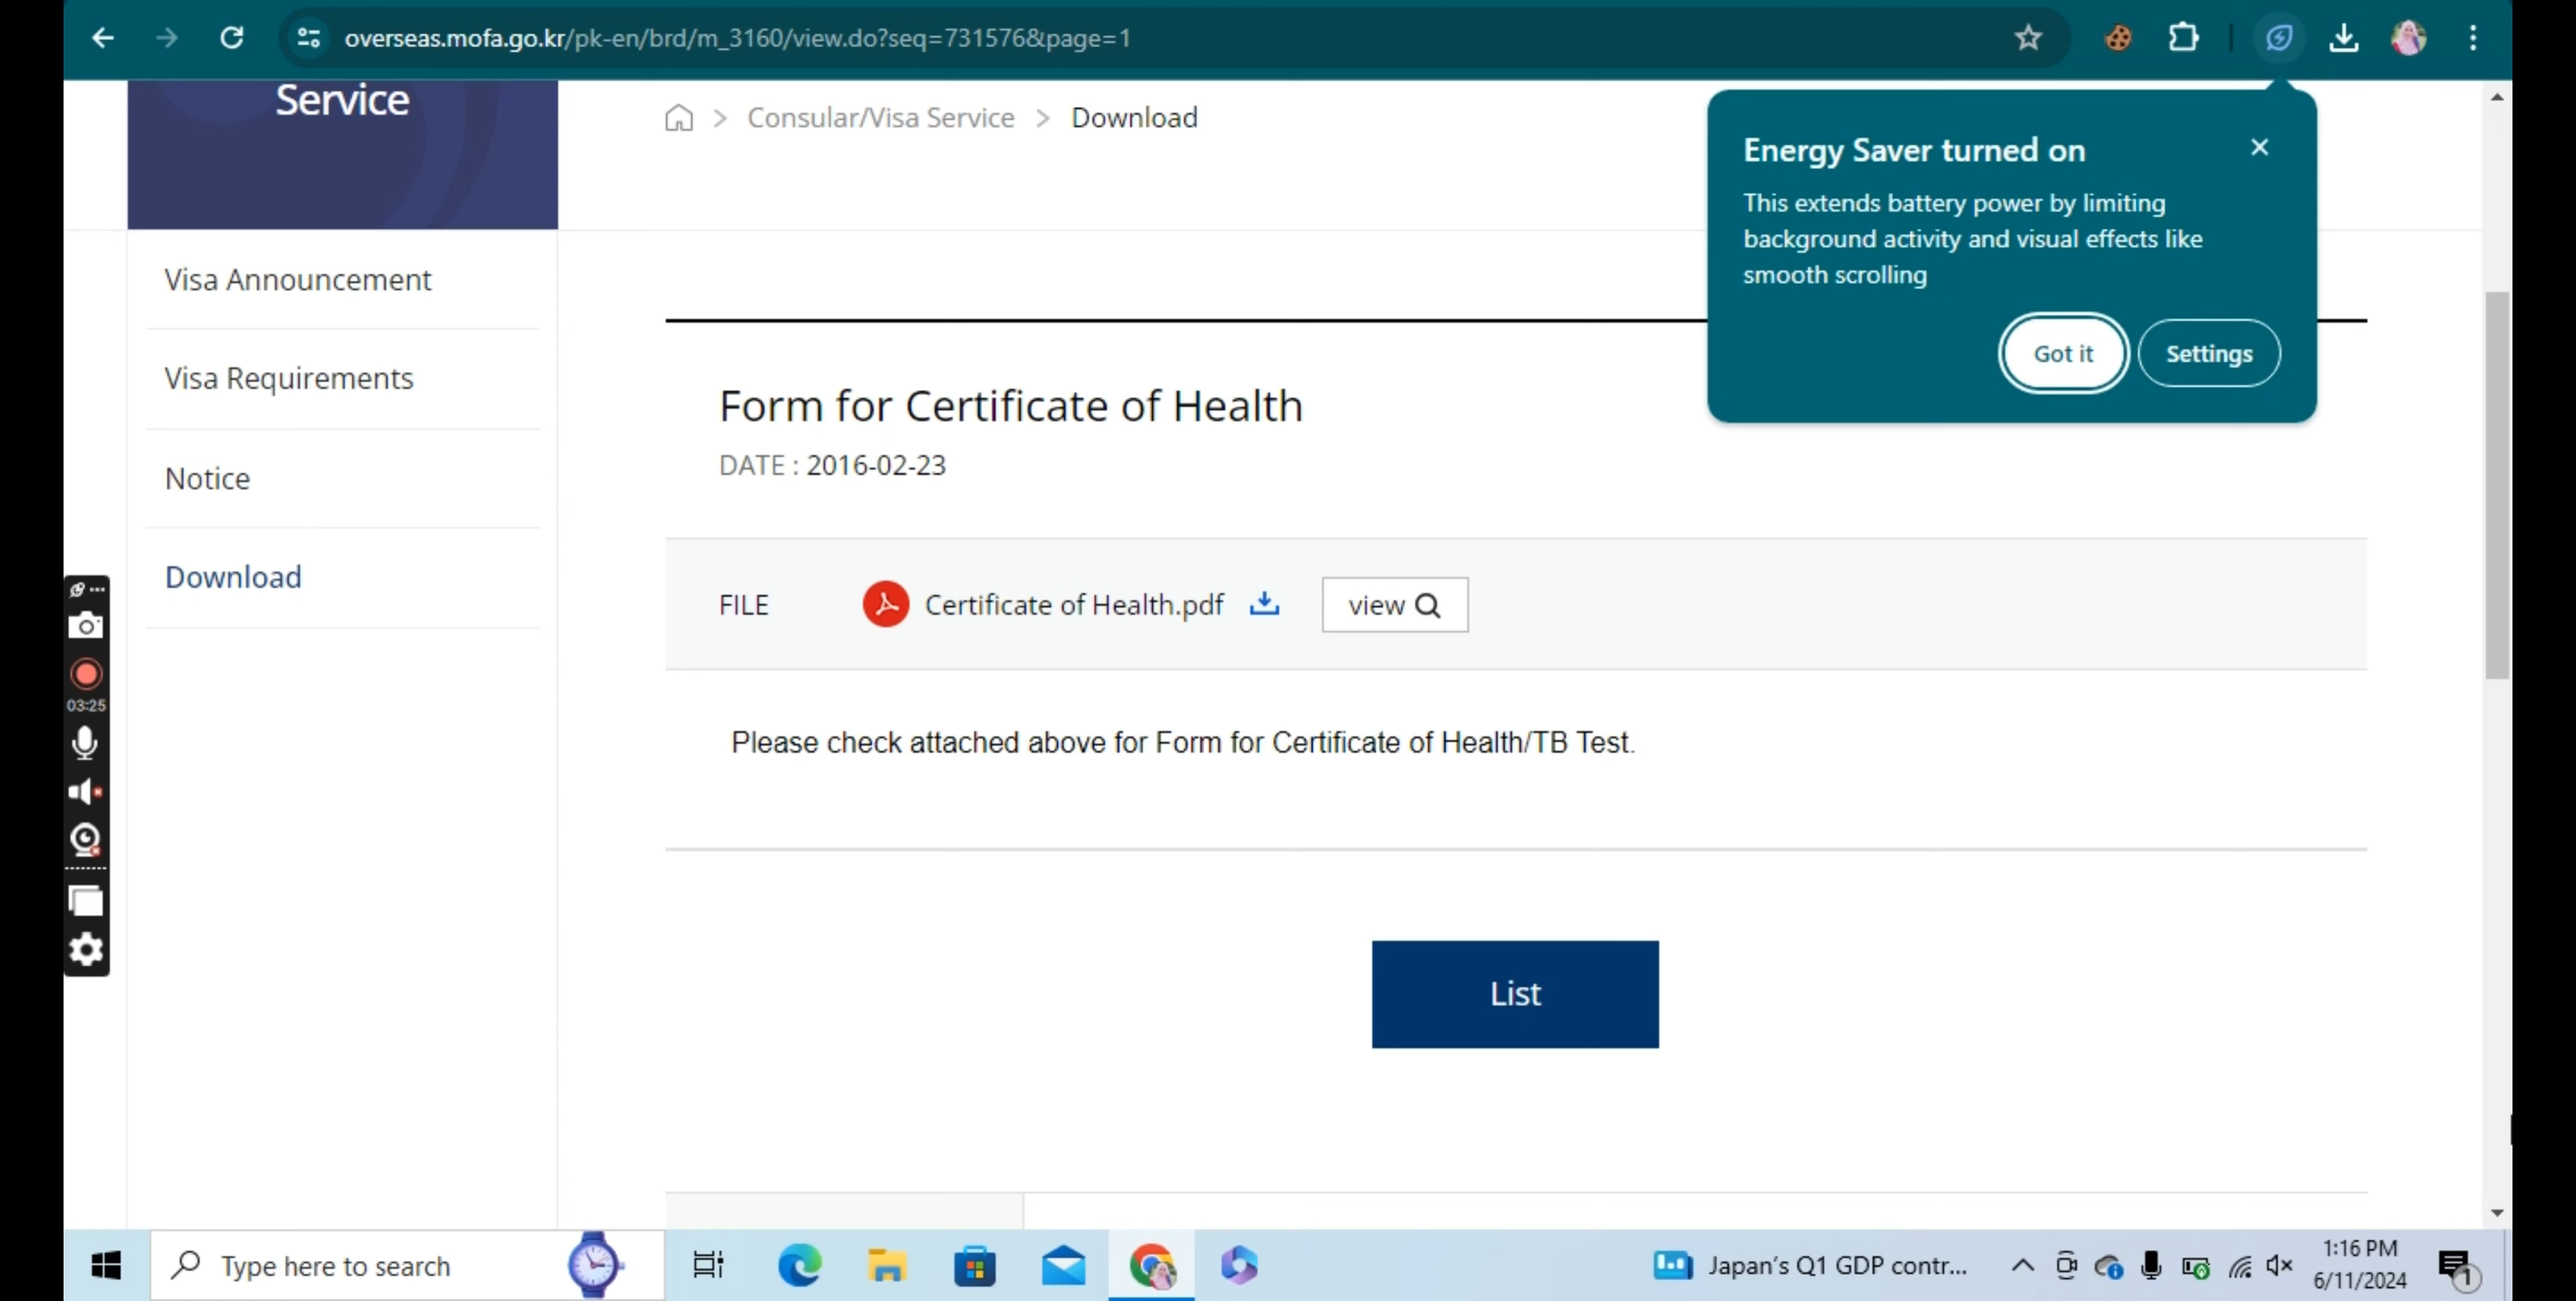 overseas.mofa.go.kr/pk-en/brd/m_3160/view.do?seq=731576&page=1
Service
Consular/Visa Service > Download
Energy Saver turned on
This extends battery power by limiting
background activity and visual effects like
smooth scrolling
Got it
Settings
Visa Announcement
Visa Requirements
Notice
Download
Form for Certificate of Health
DATE : 2016-02-23
FILE
Certificate of Health.pdf
view
Please check attached above for Form for Certificate of Health/TB Test.
03:25
List
Type here to search
Japan's Q1 GDP contr...
1:16 PM
6/11/2024
1